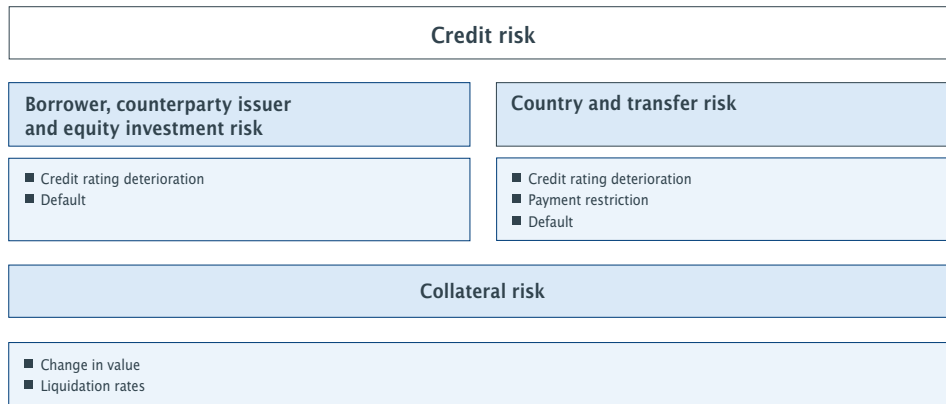 Credit risk
Borrower, counterparty issuer
and equity investment risk
Credit rating deterioration
Default
Country and transfer risk
Credit rating deterioration
Payment restriction
Default
Collateral risk
Change in value
Liquidation rates